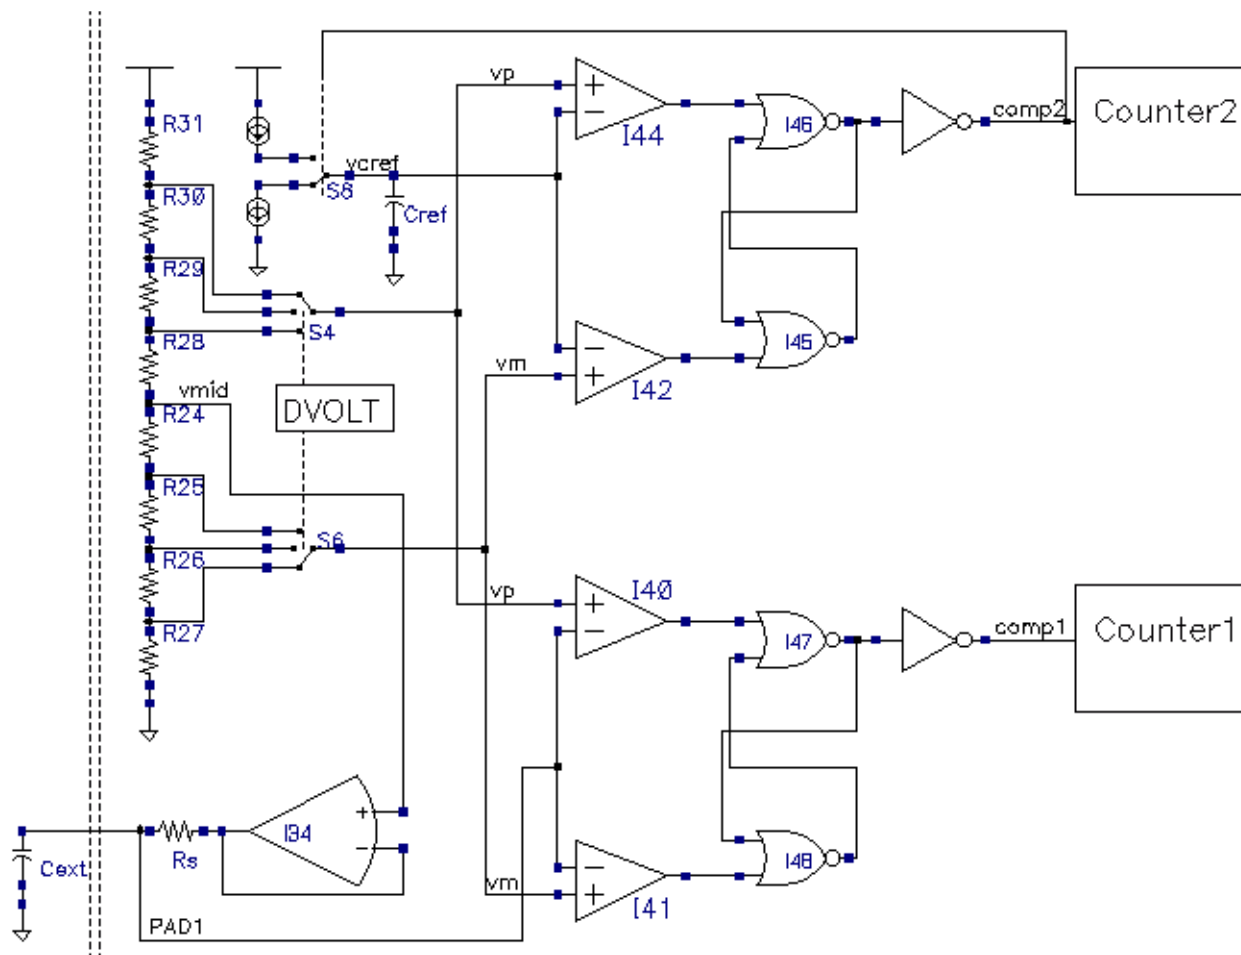 vp
R31
I44
I46
comp2
Counter2
vcref
R30
S8
Cref
R29
S4
R28
I45
vm
I42
vmid
R24
DVOLT
R25
S6
R26
I40
vp
R27
I47
comp1
Counter1
+
-
I34
Rs
Cext
I48
vm
I41
PAD1